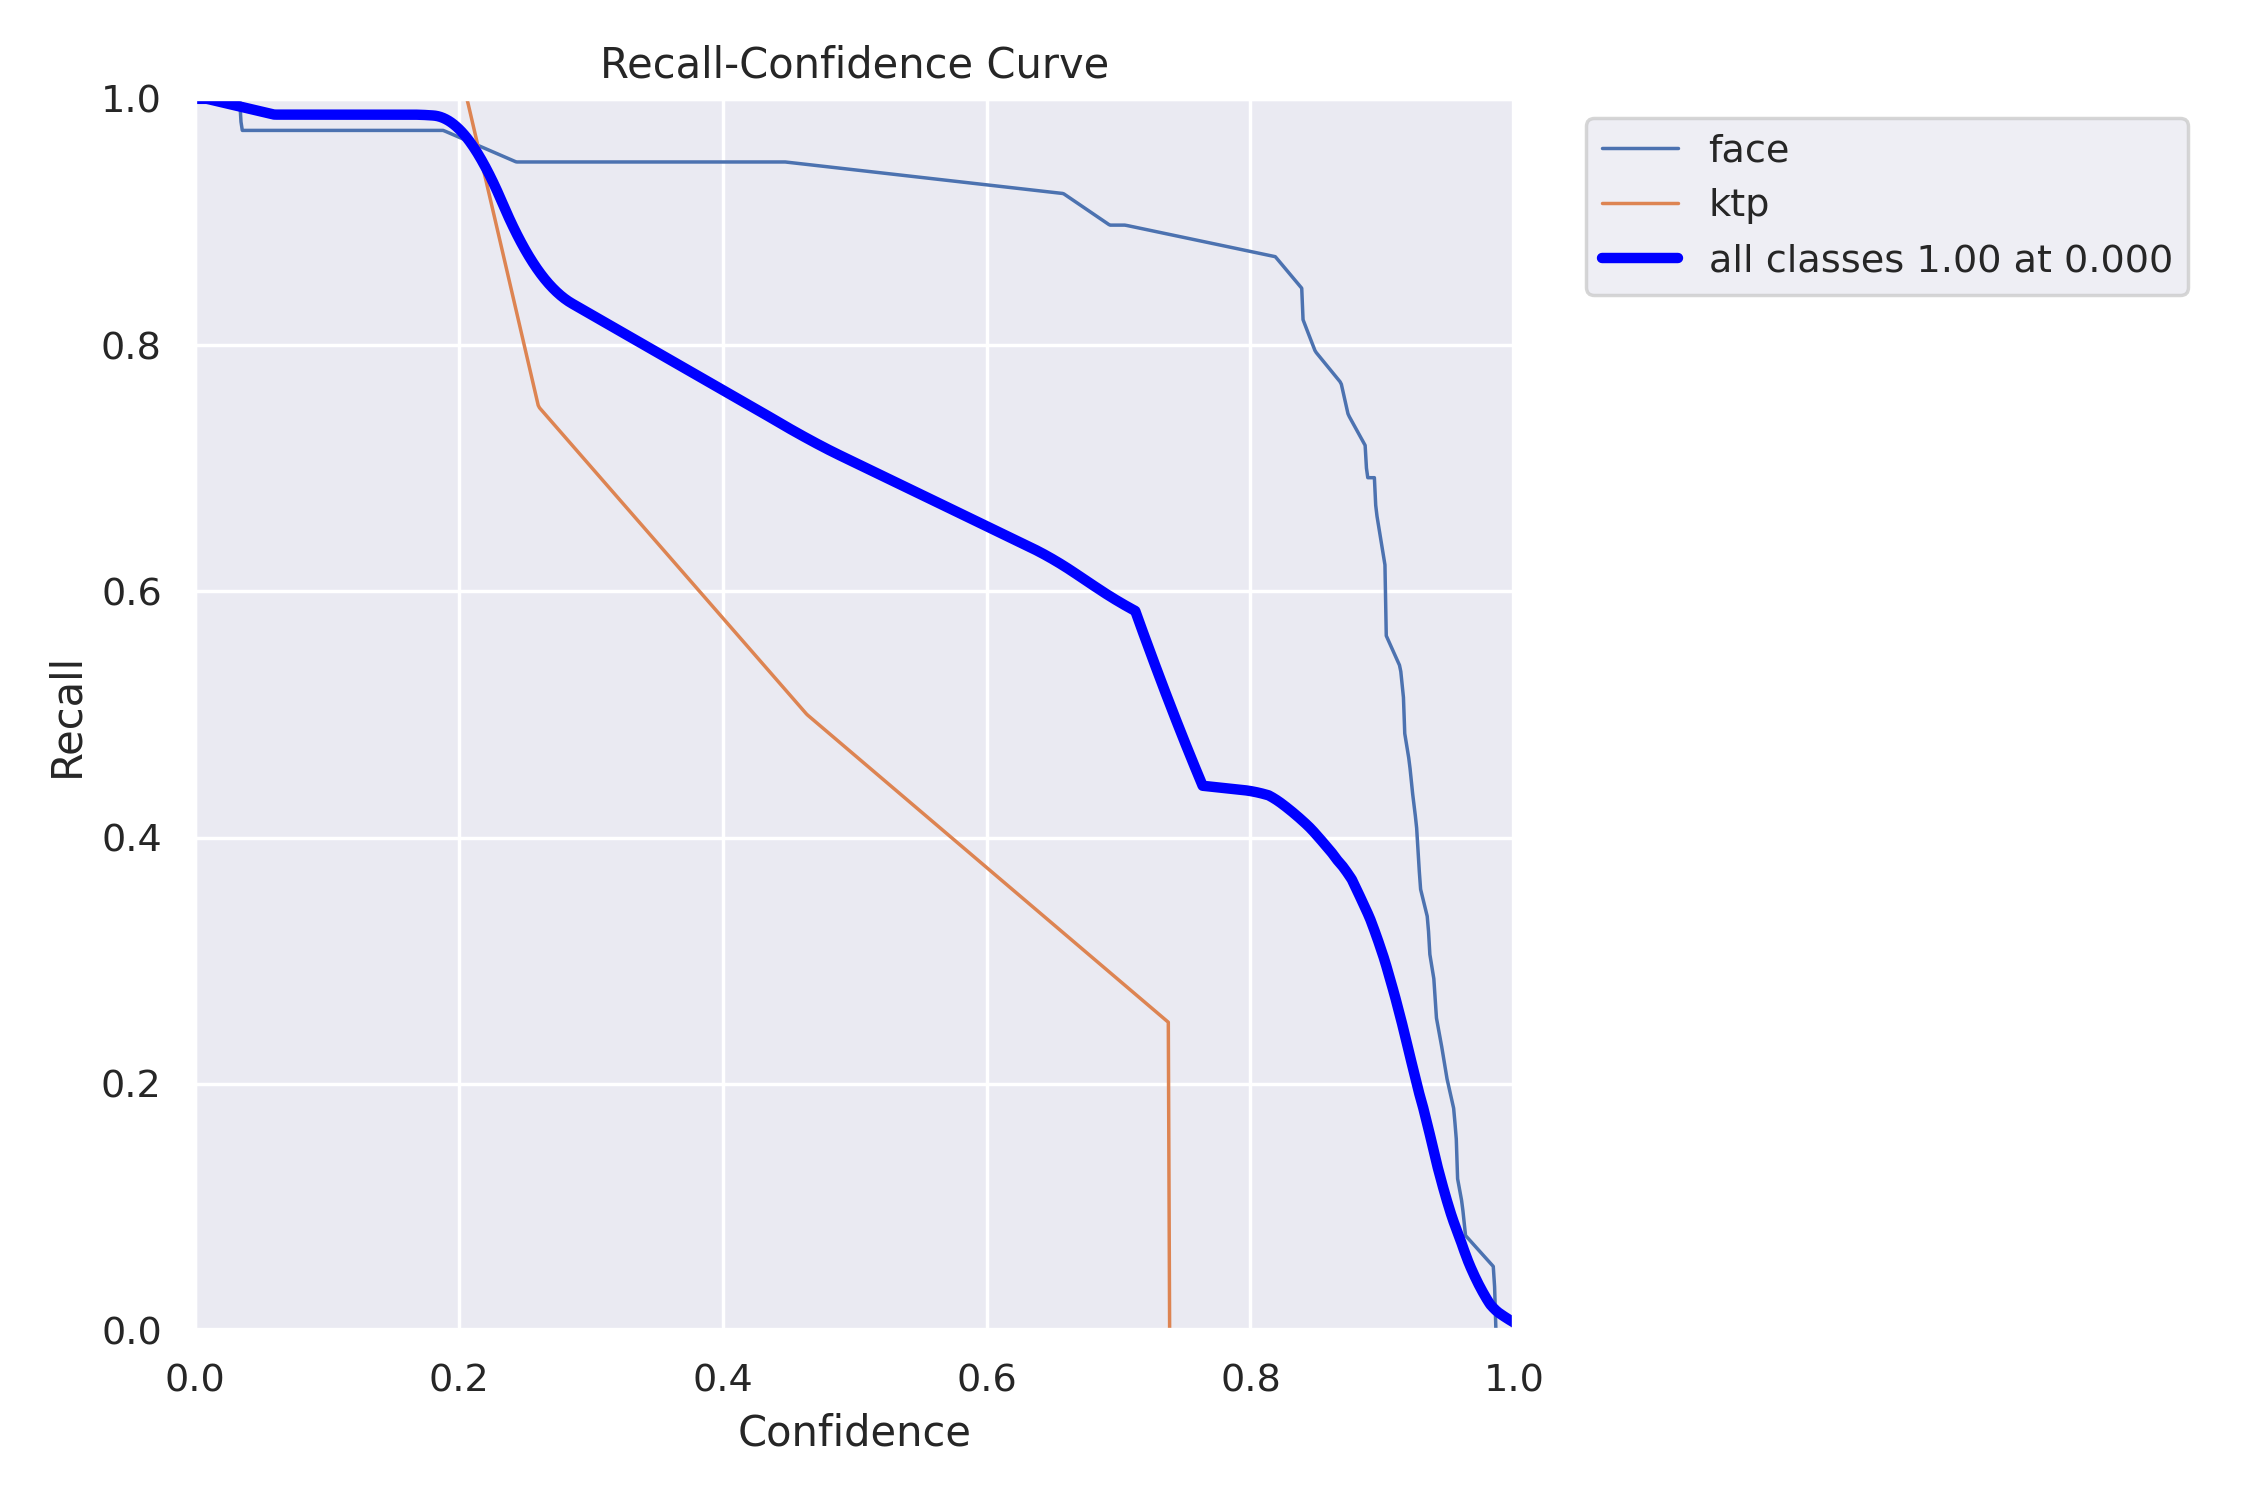 Recall-Confidence Curve
1.0
0.8
0.6
0.4
0.2
0.0
Recall
0.0 0.2 0.4 0.6 0.8 1.0
Confidence
face
ktp
all classes 1.00 at 0.000